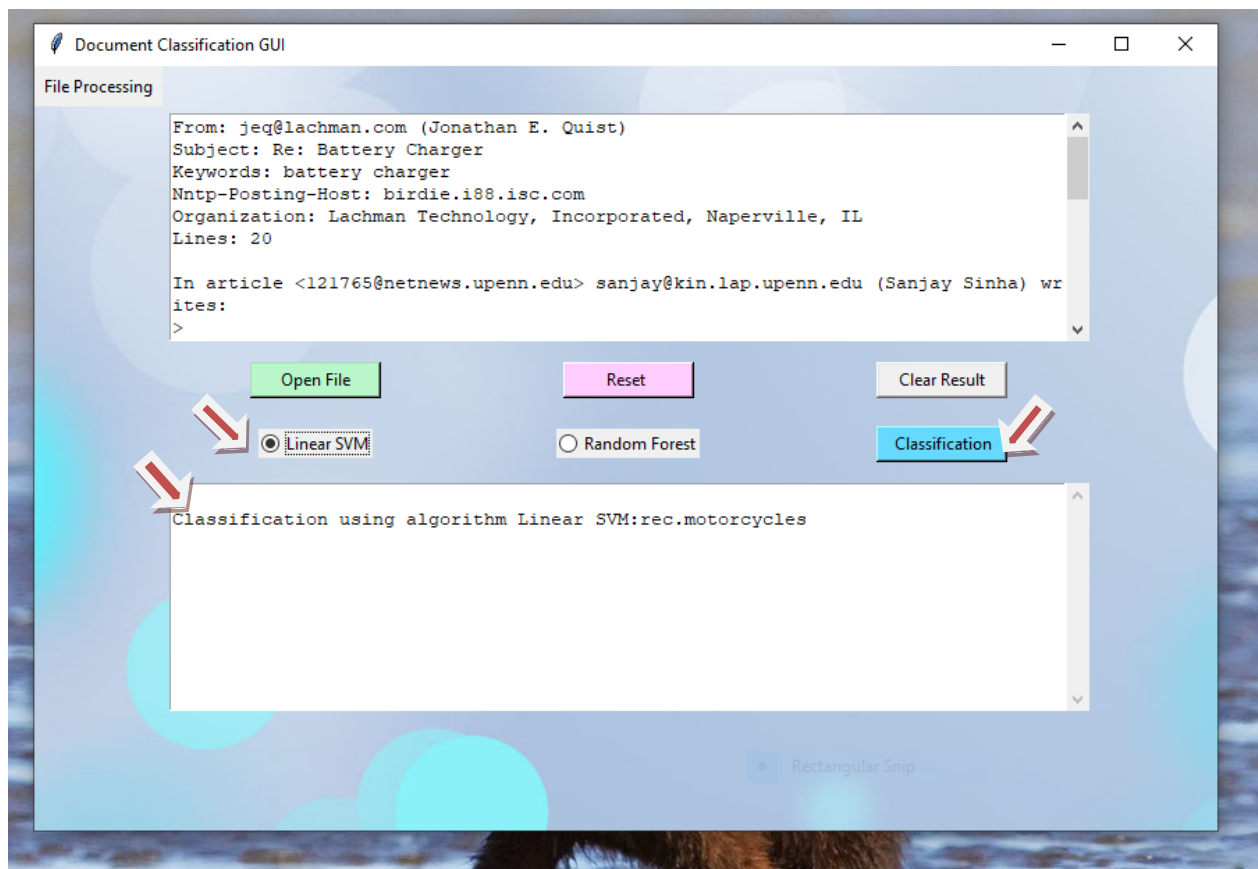 Document Classification GUI
File Processing
From: jeq@lachman.com (Jonathan E. Quist)
Subject: Re: Battery Charger
Keywords: battery charger
Nntp-Posting-Host: birdie.i88.isc.com
Organization: Lachman Technology, Incorporated, Naperville, IL
Lines: 20
In article <121765@netnews.upenn.edu> sanjay@kin.lap.upenn.edu (Sanjay Sinha) wr
ites:
>
Open File Reset Clear Result
Linear SVM Random Forest Classification
Classification using algorithm Linear SVM:rec.motorcycles
Rectangular Snip